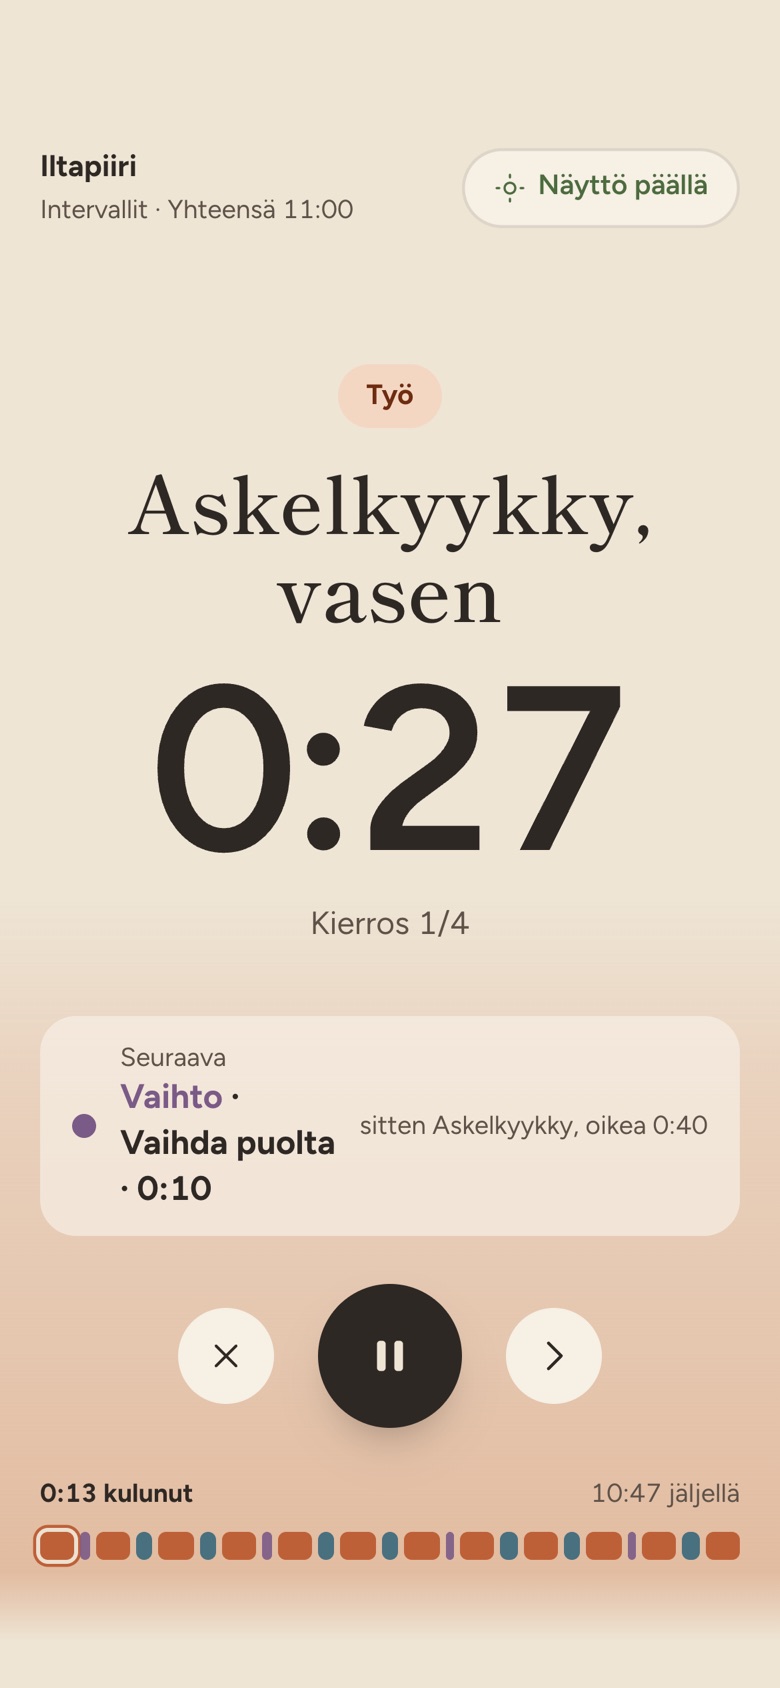 Iltapiiri
Intervallit · Yhteensä 11:00
Näyttö päällä
Työ
Askelkyykky,
vasen
0:27
Kierros 1/4
Seuraava
Vaihto ·
Vaihda puolta
· 0:10
sitten Askelkyykky, oikea 0:40
0:13 kulunut
10:47 jäljellä